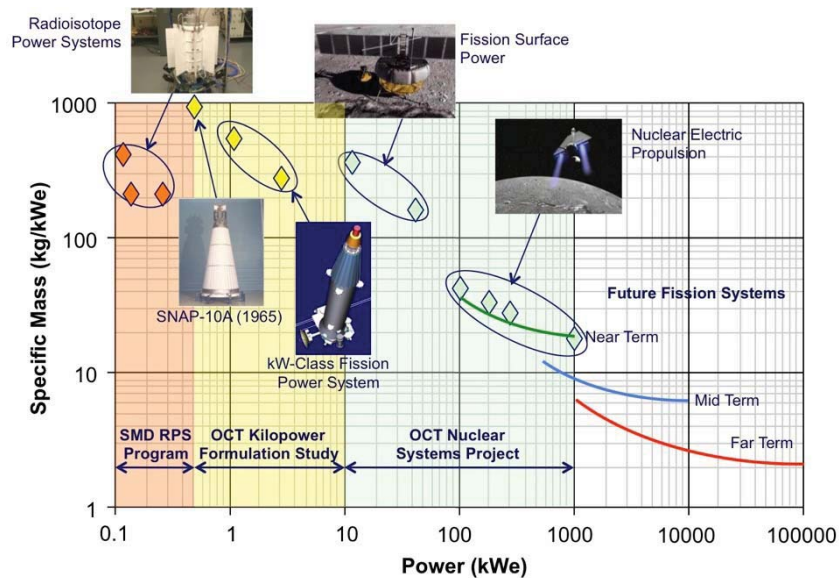 Radioisotope
Power Systems
Fission Surface
Power
Nuclear Electric
Propulsion
1000
100
10
1
Specific Mass (kg/kWe)
SNAP-10A (1965)
kW-Class Fission
Power System
Future Fission Systems
Near Term
Mid Term
Far Term
SMD RPS
Program
OCT Kilopower
Formulation Study
OCT Nuclear
Systems Project
0.1
1
10
100
1000
10000
100000
Power (kWe)